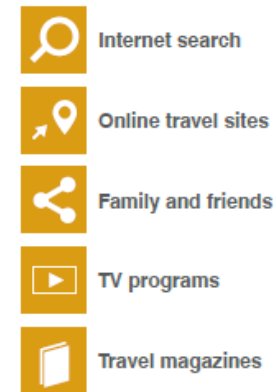 Internet search
Online travel sites
Family and friends
TV programs
Travel magazines